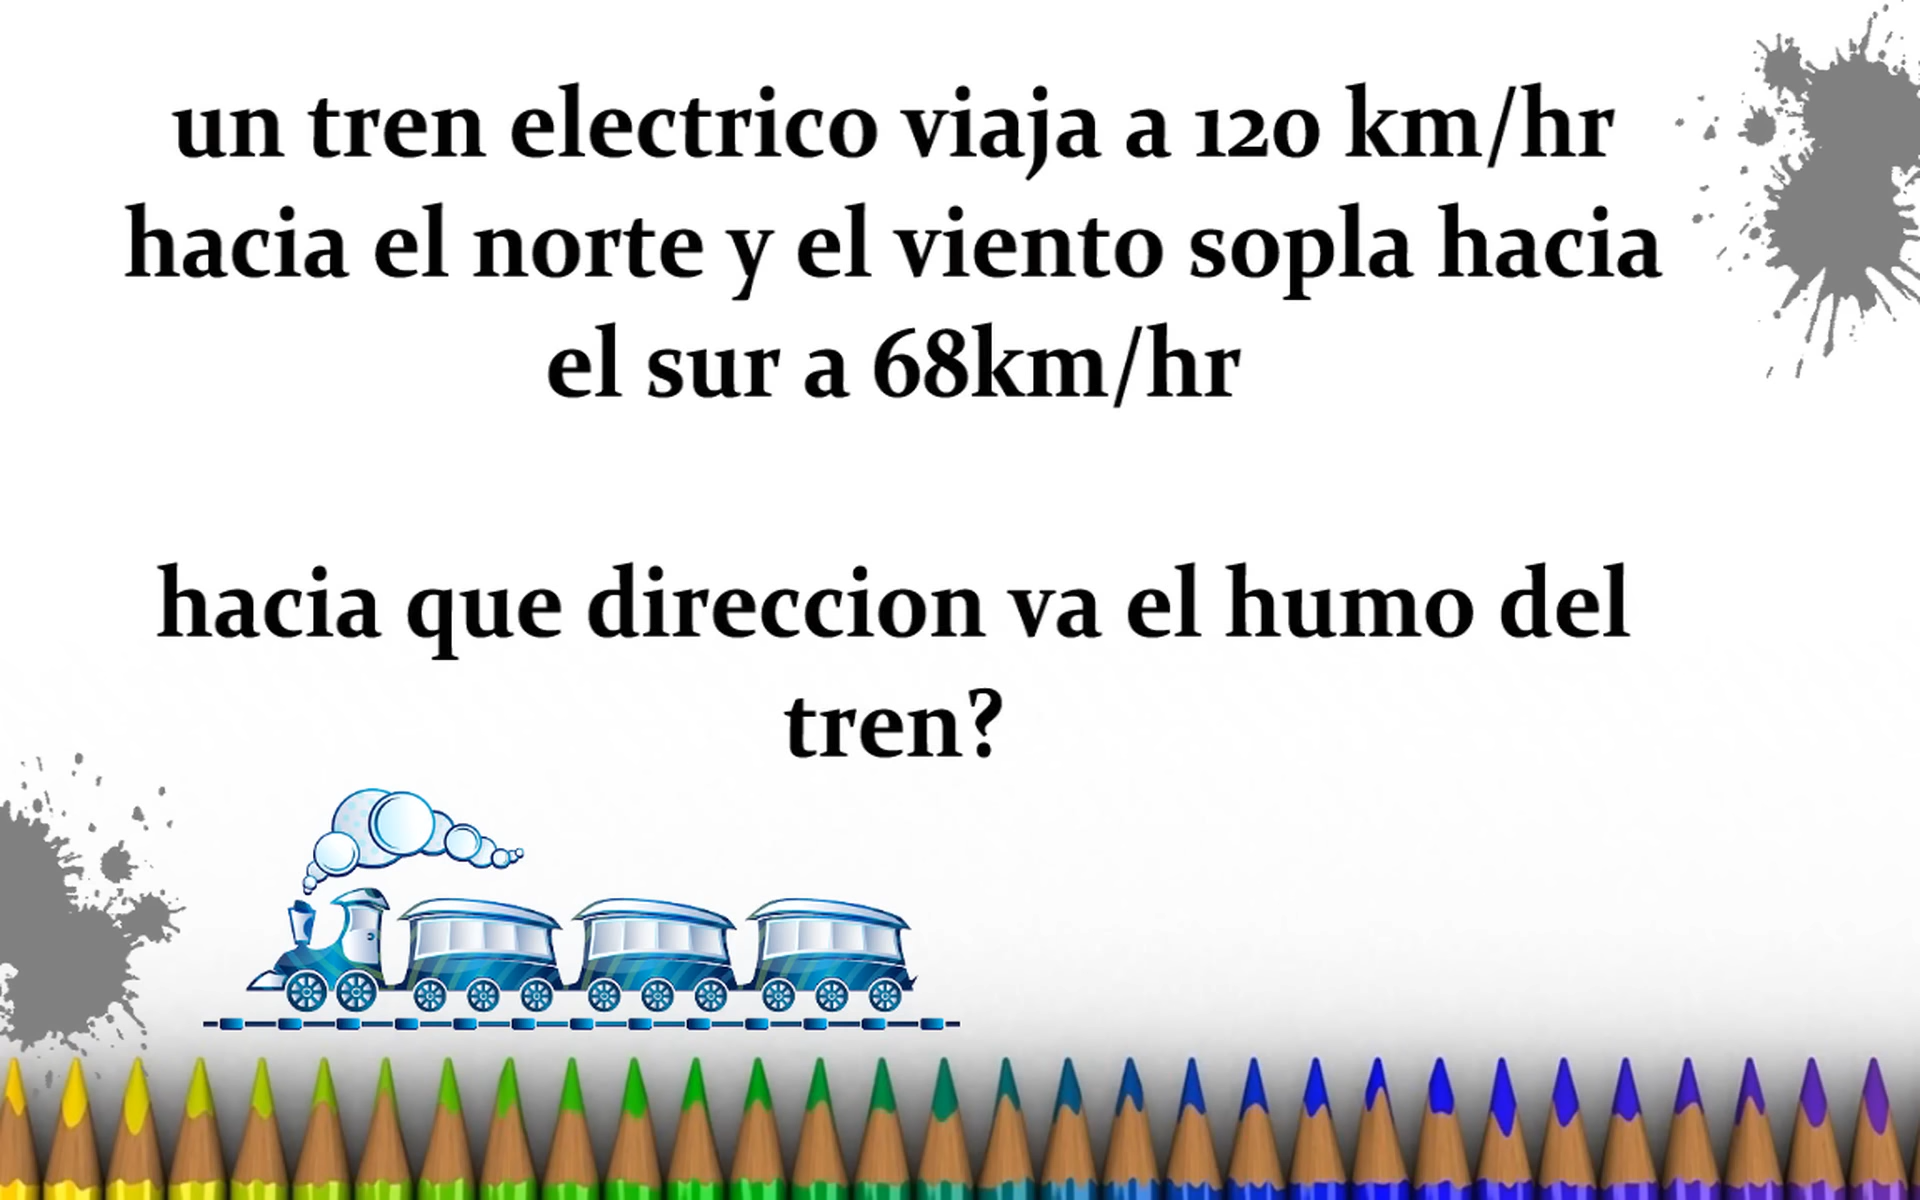 un tren electrico viaja a 120 km/hr
hacia el norte y el viento sopla hacia
el sur a 68km/hr
hacia que direccion va el humo del
tren?